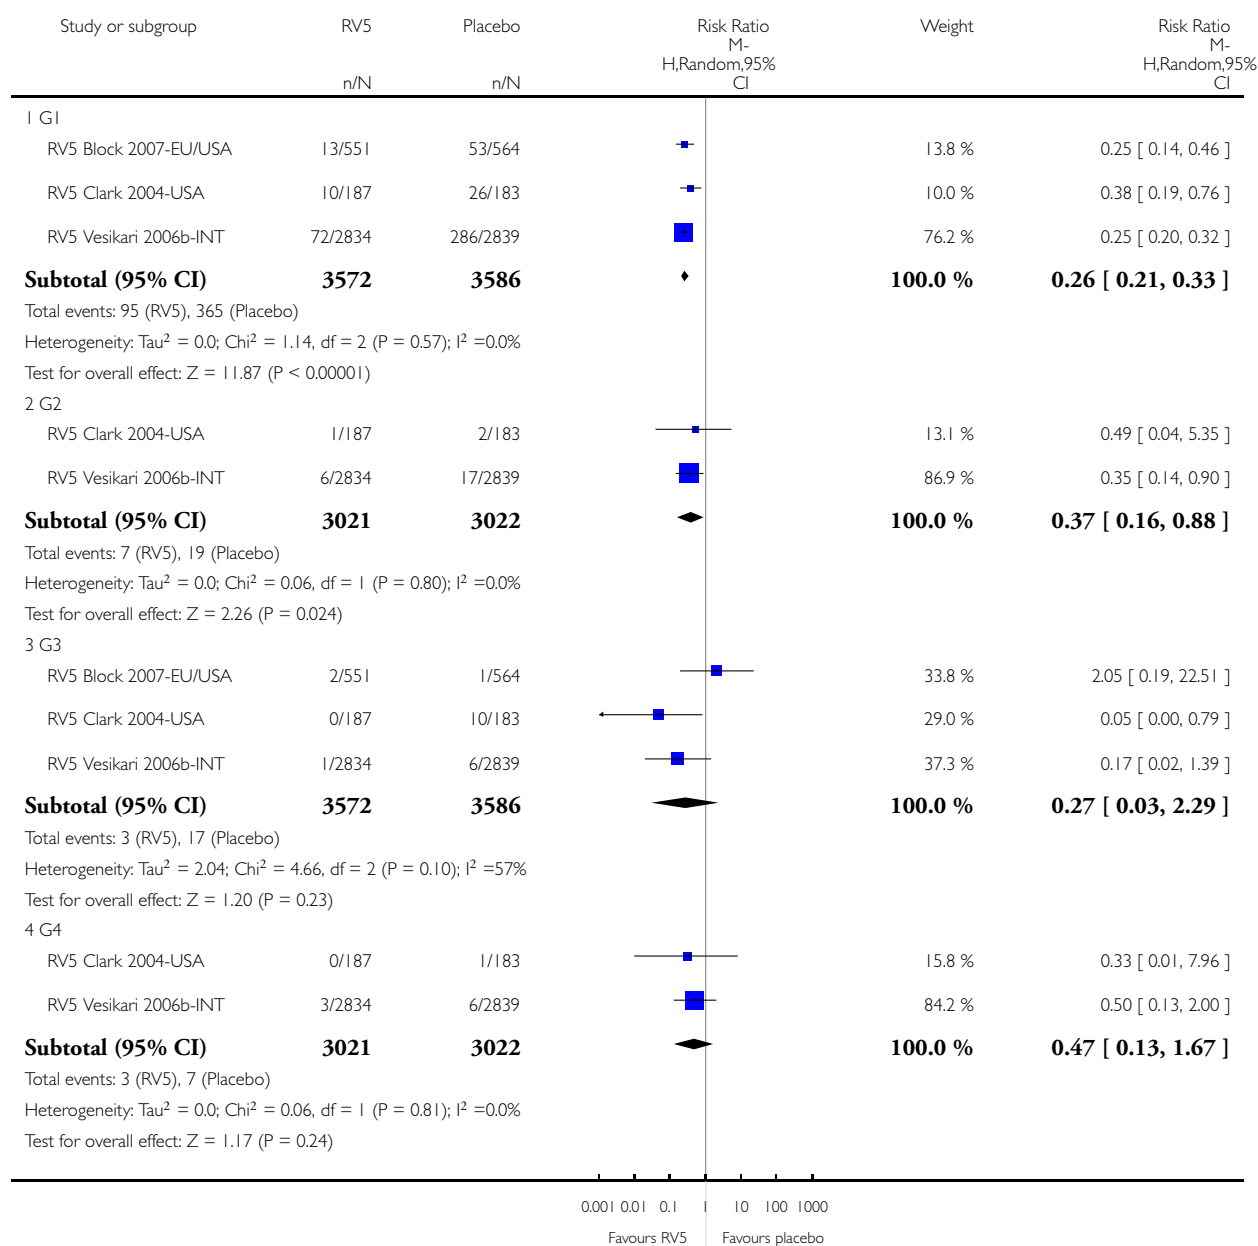 Study or subgroup RV5 Placebo Risk Ratio Weight Risk Ratio
M- M-
H,Random,95% H,Random,95%
n/N n/N CI CI
1 G1
RV5 Block 2007-EU/USA 13/551 53/564 13.8 % 0.25 [ 0.14, 0.46 ]
RV5 Clark 2004-USA 10/187 26/183 10.0 % 0.38 [ 0.19, 0.76 ]
RV5 Vesikari 2006b-INT 72/2834 286/2839 76.2 % 0.25 [ 0.20, 0.32 ]
Subtotal (95% CI) 3572 3586 100.0 % 0.26 [ 0.21, 0.33 ]
Total events: 95 (RV5), 365 (Placebo)
Heterogeneity: Tau² = 0.0; Chi² = 1.14, df = 2 (P = 0.57); I² =0.0%
Test for overall effect: Z = 11.87 (P < 0.00001)
2 G2
RV5 Clark 2004-USA 1/187 2/183 13.1 % 0.49 [ 0.04, 5.35 ]
RV5 Vesikari 2006b-INT 6/2834 17/2839 86.9 % 0.35 [ 0.14, 0.90 ]
Subtotal (95% CI) 3021 3022 100.0 % 0.37 [ 0.16, 0.88 ]
Total events: 7 (RV5), 19 (Placebo)
Heterogeneity: Tau² = 0.0; Chi² = 0.06, df = 1 (P = 0.80); I² =0.0%
Test for overall effect: Z = 2.26 (P = 0.024)
3 G3
RV5 Block 2007-EU/USA 2/551 1/564 33.8 % 2.05 [ 0.19, 22.51 ]
RV5 Clark 2004-USA 0/187 10/183 29.0 % 0.05 [ 0.00, 0.79 ]
RV5 Vesikari 2006b-INT 1/2834 6/2839 37.3 % 0.17 [ 0.02, 1.39 ]
Subtotal (95% CI) 3572 3586 100.0 % 0.27 [ 0.03, 2.29 ]
Total events: 3 (RV5), 17 (Placebo)
Heterogeneity: Tau² = 2.04; Chi² = 4.66, df = 2 (P = 0.10); I² =57%
Test for overall effect: Z = 1.20 (P = 0.23)
4 G4
RV5 Clark 2004-USA 0/187 1/183 15.8 % 0.33 [ 0.01, 7.96 ]
RV5 Vesikari 2006b-INT 3/2834 6/2839 84.2 % 0.50 [ 0.13, 2.00 ]
Subtotal (95% CI) 3021 3022 100.0 % 0.47 [ 0.13, 1.67 ]
Total events: 3 (RV5), 7 (Placebo)
Heterogeneity: Tau² = 0.0; Chi² = 0.06, df = 1 (P = 0.81); I² =0.0%
Test for overall effect: Z = 1.17 (P = 0.24)
0.001 0.01 0.1 1 10 100 1000
Favours RV5 Favours placebo